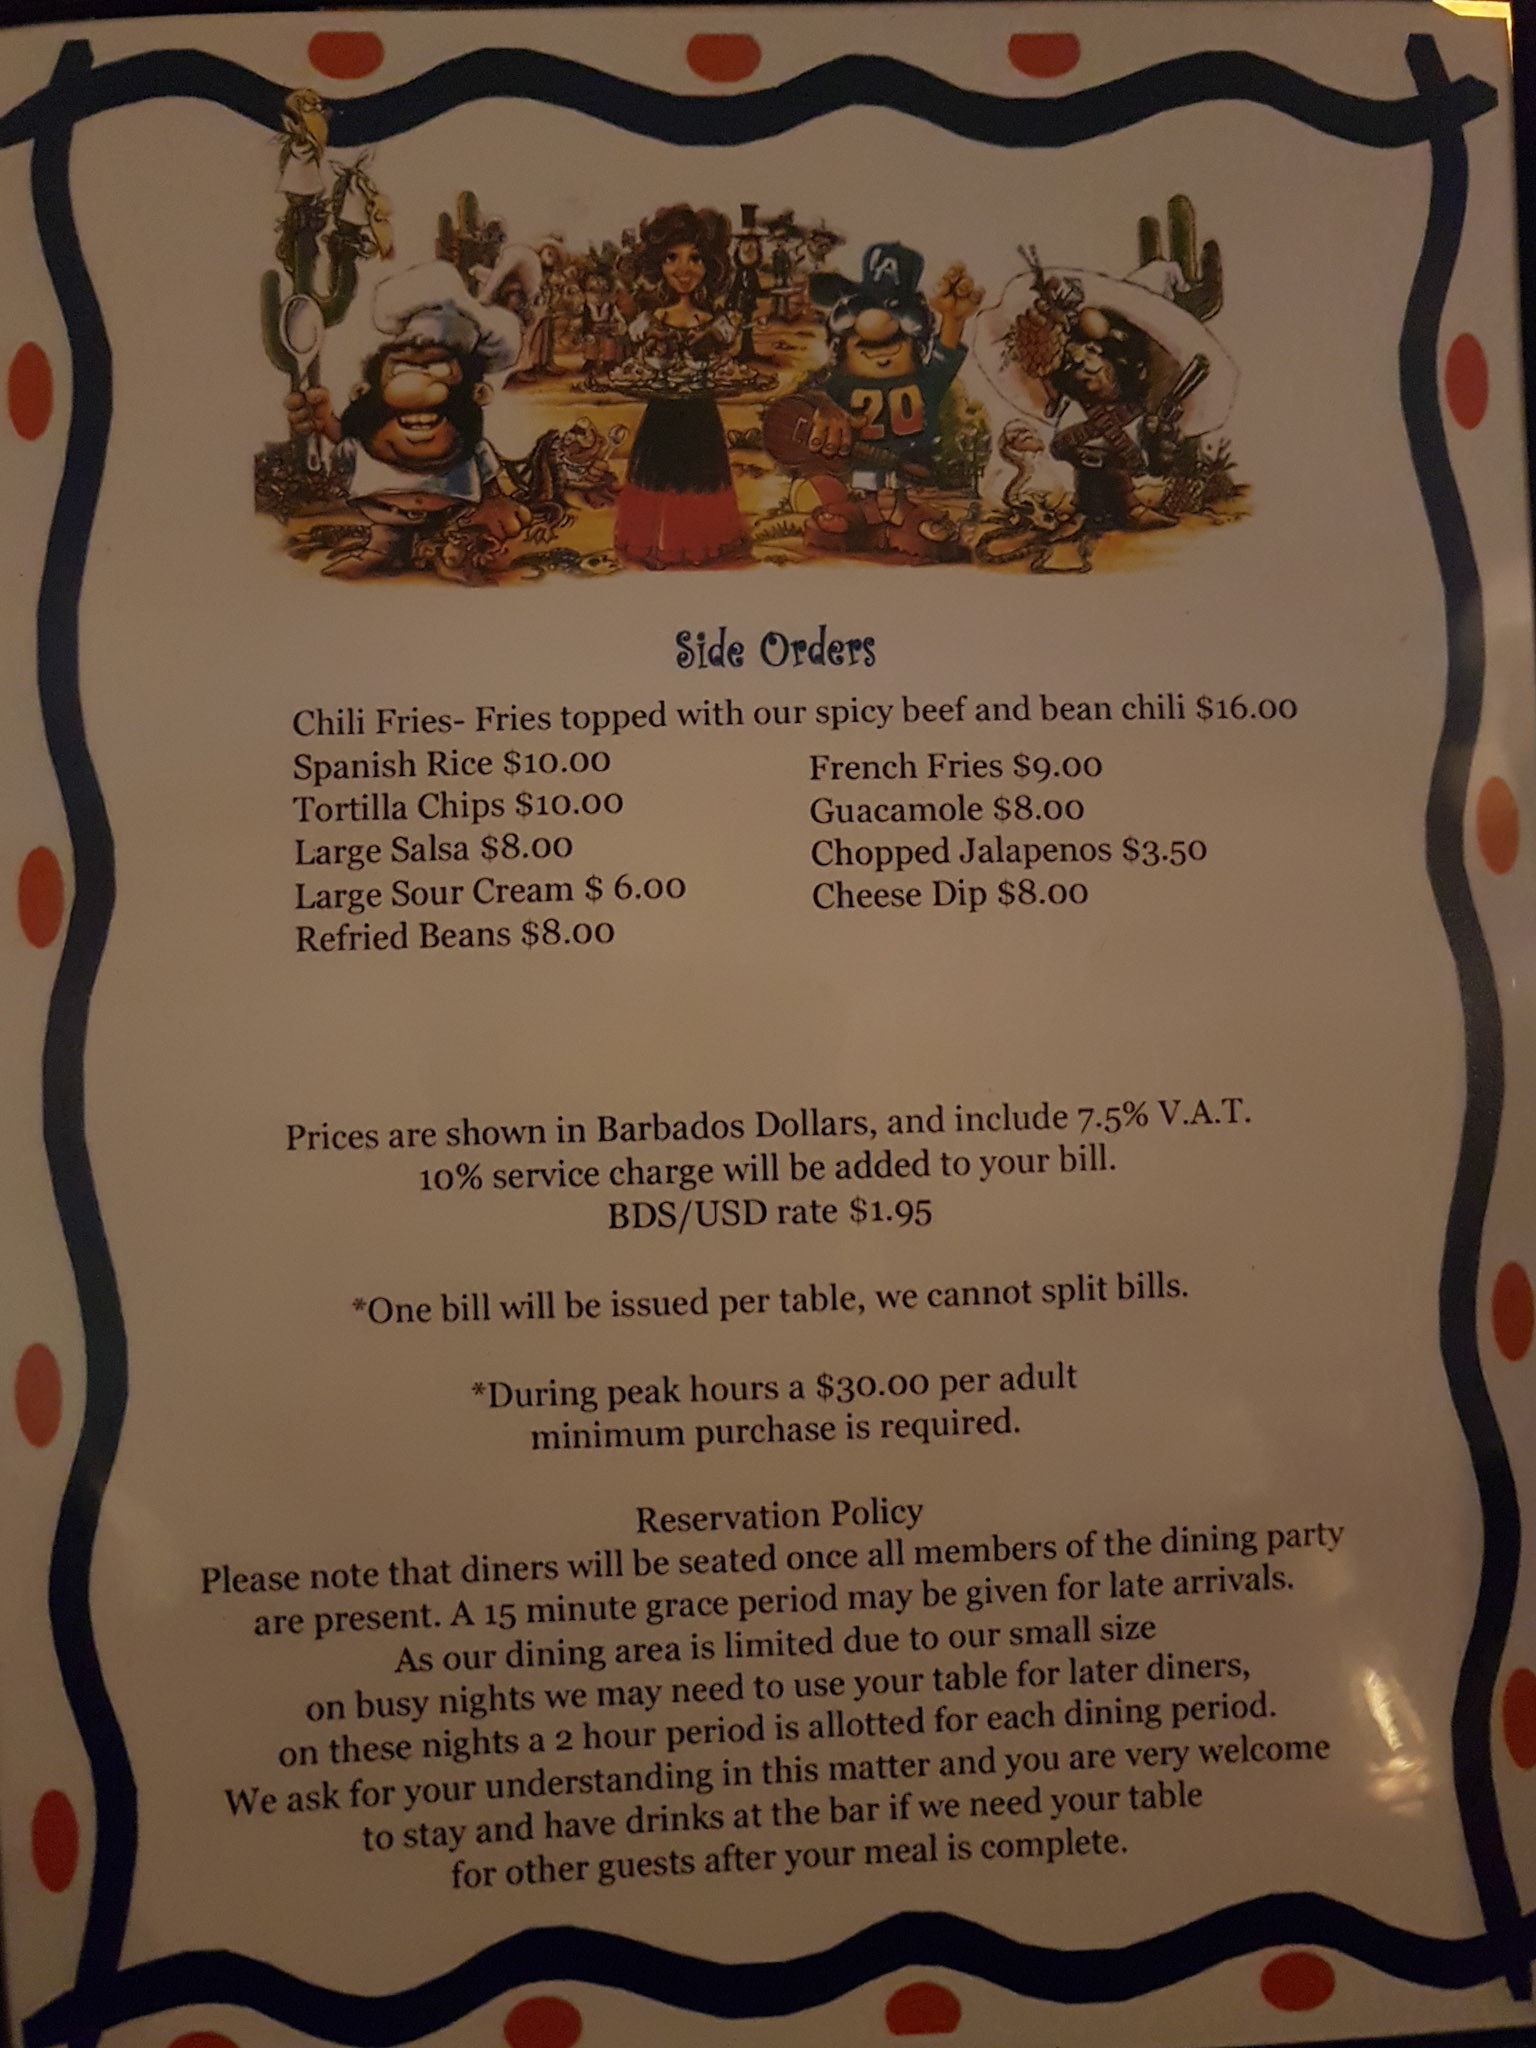 LA
20
Side Orders
Chili Fries- Fries topped with our spicy beef and bean chili $16.00
Spanish Rice $10.00
French Fries $9.00
Tortilla Chips $10.00
Guacamole $8.00
Large Salsa $8.00
Chopped Jalapenos $3.50
Large Sour Cream $ 6.00
Cheese Dip $8.00
Refried Beans $8.00
Prices are shown in Barbados Dollars, and include 7.5% V.A.T.
10% service charge will be added to your bill.
BDS/USD rate $1.95
*One bill will be issued per table, we cannot split bills.
*During peak hours a $30.00 per adult
minimum purchase is required.
Reservation Policy
Please note that diners will be seated once all members of the dining party
are present. A 15 minute grace period may be given for late arrivals.
As our dining area is limited due to our small size
on busy nights we may need to use your table for later diners,
on these nights a 2 hour period is allotted for each dining period.
We ask for your understanding in this matter and you are very welcome
to stay and have drinks at the bar if we need your table
for other guests after your meal is complete.